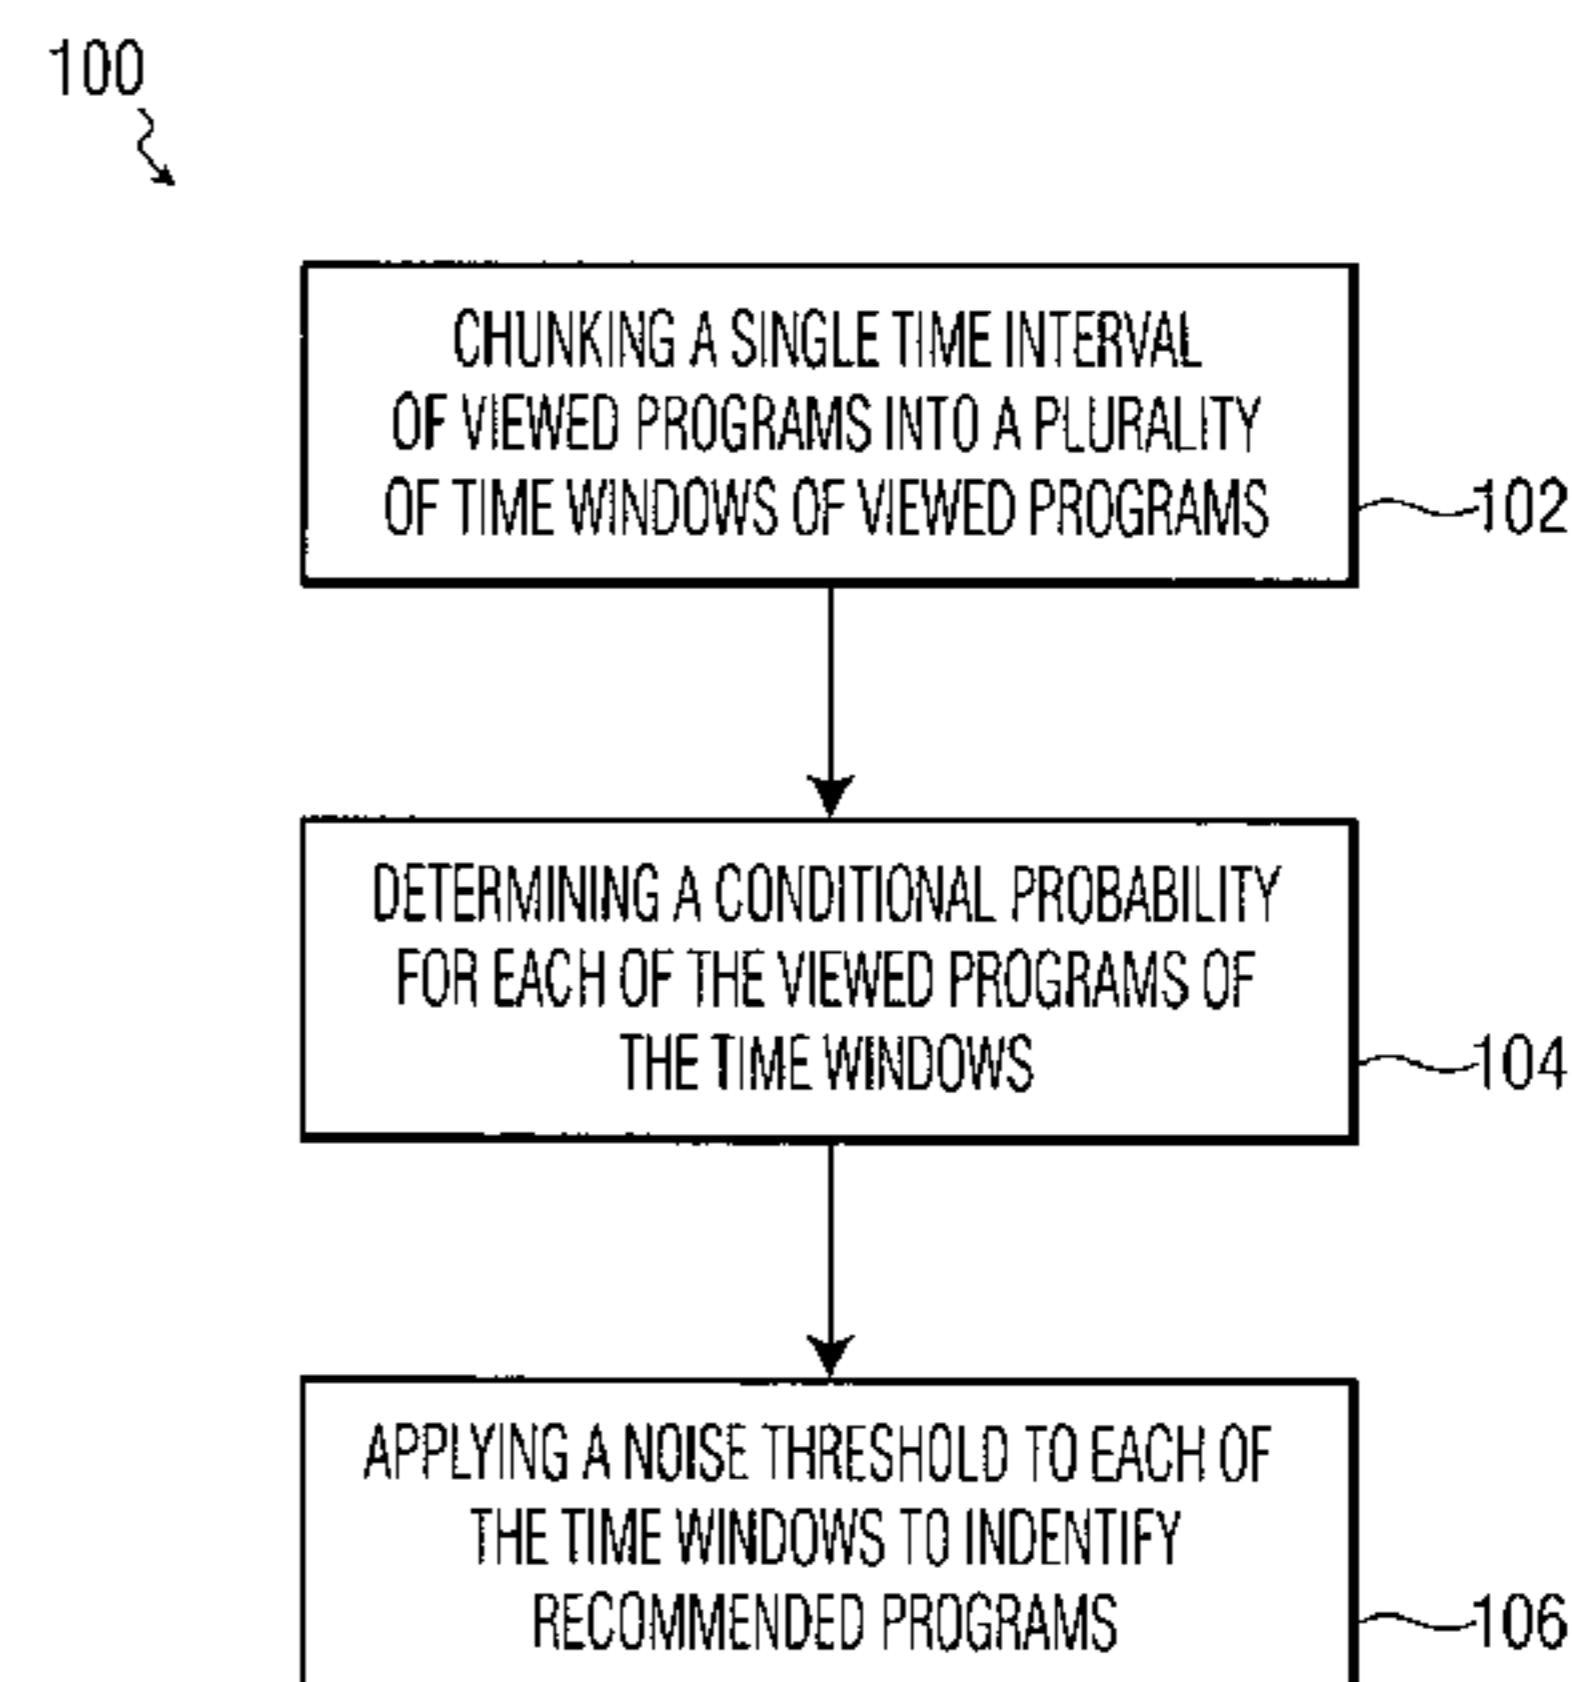 100
CHUNKING A SINGLE TIME INTERVAL
OF VIEWED PROGRAMS INTO A PLURALITY
OF TIME WINDOWS OF VIEWED PROGRAMS
102
DETERMINING A CONDITIONAL PROBABILITY
FOR EACH OF THE VIEWED PROGRAMS OF
THE TIME WINDOWS
104
APPLYING A NOISE THRESHOLD TO EACH OF
THE TIME WINDOWS TO INDENTIFY
RECOMMENDED PROGRAMS
106